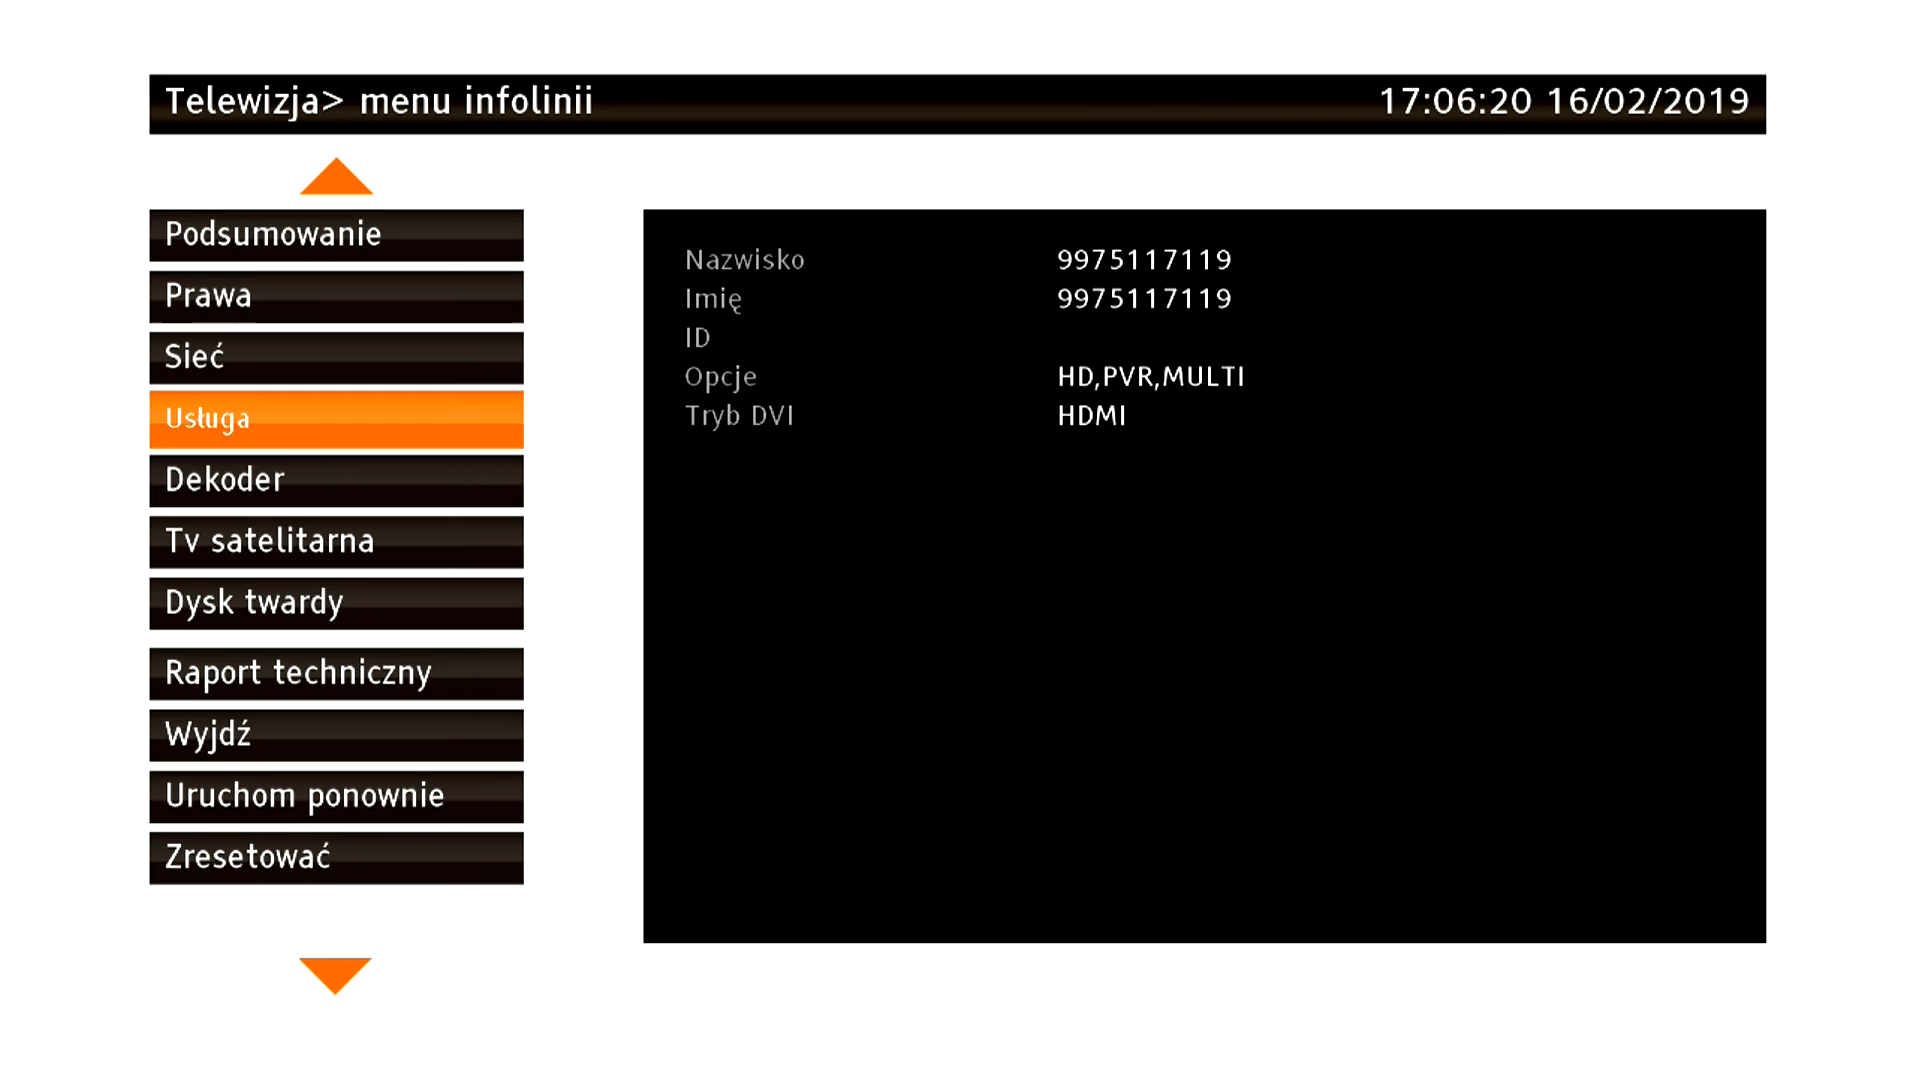 Telewizja> menu infolinii 17:06:20 16/02/2019
Podsumowanie
Prawa
Sieć
Usługa
Dekoder
Tv satelitarna
Dysk twardy
Raport techniczny
Wyjdź
Uruchom ponownie
Zresetować
Nazwisko 9975117119
Imię 9975117119
ID
Opcje HD,PVR,MULTI
Tryb DVI HDMI